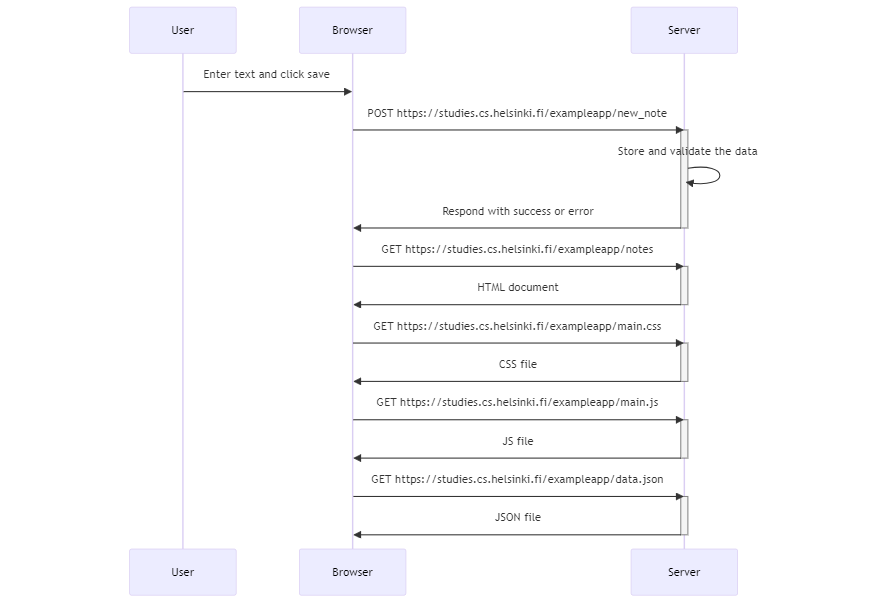 User
Browser
Server
Enter text and click save
POST https://studies.cs.helsinki.fi/exampleapp/new_note
Store and validate the data
Respond with success or error
GET https://studies.cs.helsinki.fi/exampleapp/notes
HTML document
GET https://studies.cs.helsinki.fi/exampleapp/main.css
CSS file
GET https://studies.cs.helsinki.fi/exampleapp/main.js
JS file
GET https://studies.cs.helsinki.fi/exampleapp/data.json
JSON file
User
Browser
Server